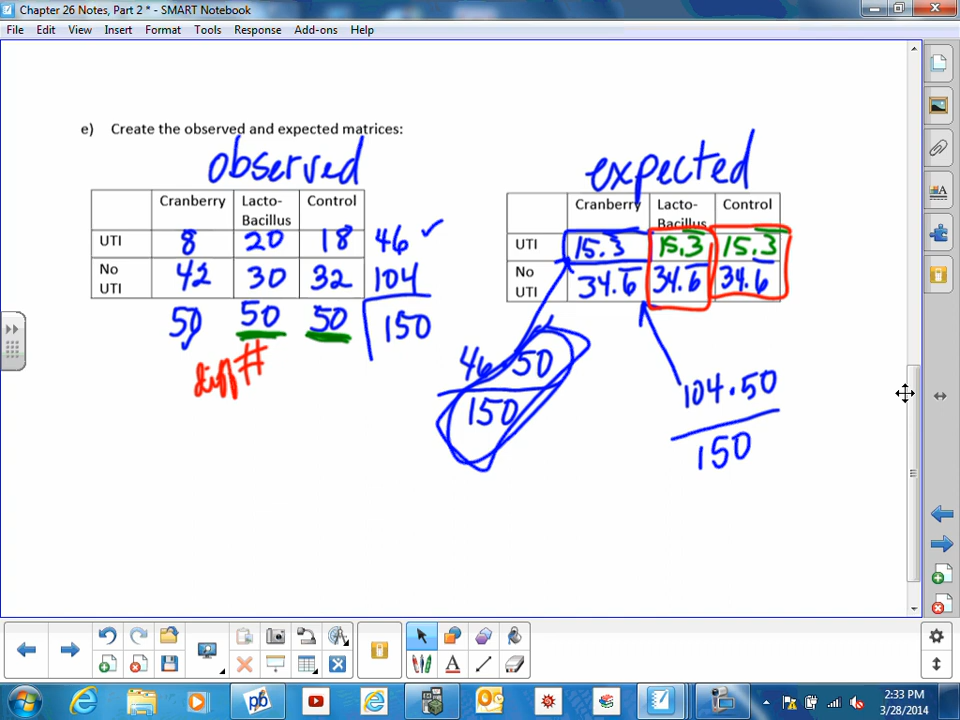 Chapter 26 Notes, Part 2 * - SMART Notebook
File Edit View Insert Format Tools Response Add-ons Help
e) Create the observed and expected matrices:
observed
Cranberry Lacto-Bacillus Control
UTI 8 20 18 46 ✓
No UTI 42 30 32 104
50 50 50 150
diff #
expected
Cranberry Lacto-Bacillus Control
UTI 15.3̅ 15.3̅ 15.3̅
No UTI 34.6̅ 34.6̅ 34.6̅
46 · 50
150
104 · 50
150
2:33 PM
3/28/2014